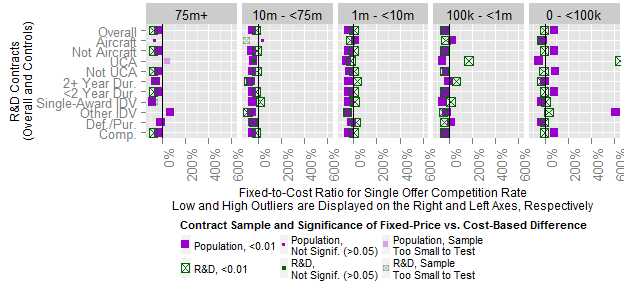 75m+
10m - <75m
1m - <10m
100k - <1m
0 - <100k
R&D Contracts
(Overall and Controls)
Overall
Aircraft
Not Aircraft
UCA
Not UCA
2+ Year Dur.
<2 Year Dur.
Single-Award IDV
Other IDV
Def./Pur.
Comp.
0% 200% 400% 600% 0% 200% 400% 600% 0% 200% 400% 600% 0% 200% 400% 600% 0% 200% 400% 600%
Fixed-to-Cost Ratio for Single Offer Competition Rate
Low and High Outliers are Displayed on the Right and Left Axes, Respectively
Contract Sample and Significance of Fixed-Price vs. Cost-Based Difference
Population, <0.01
Population,
Not Signif. (>0.05)
Population, Sample
Too Small to Test
R&D, <0.01
R&D,
Not Signif. (>0.05)
R&D, Sample
Too Small to Test